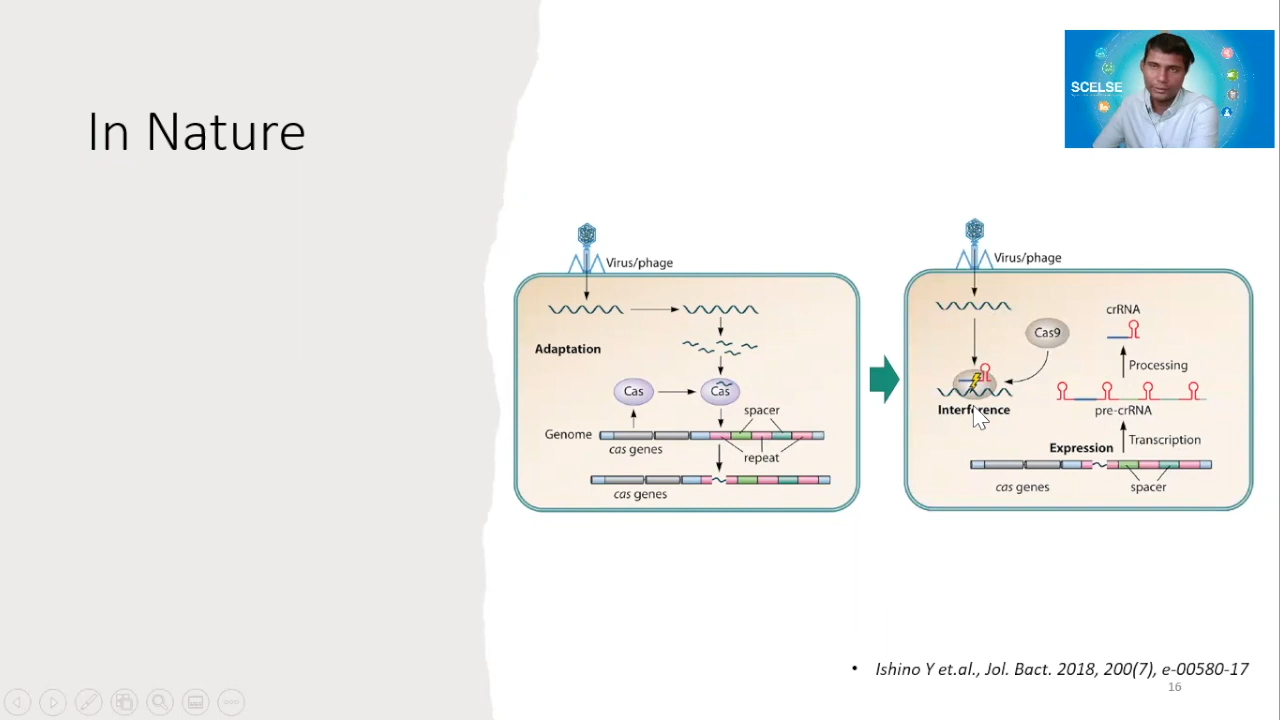 In Nature
SCELSE
Virus/phage
Adaptation
Cas
Cas
spacer
Genome
cas genes
repeat
cas genes
Virus/phage
crRNA
Cas9
Processing
Interference
pre-crRNA
Expression
Transcription
cas genes
spacer
• Ishino Y et.al., Jol. Bact. 2018, 200(7), e-00580-17
16